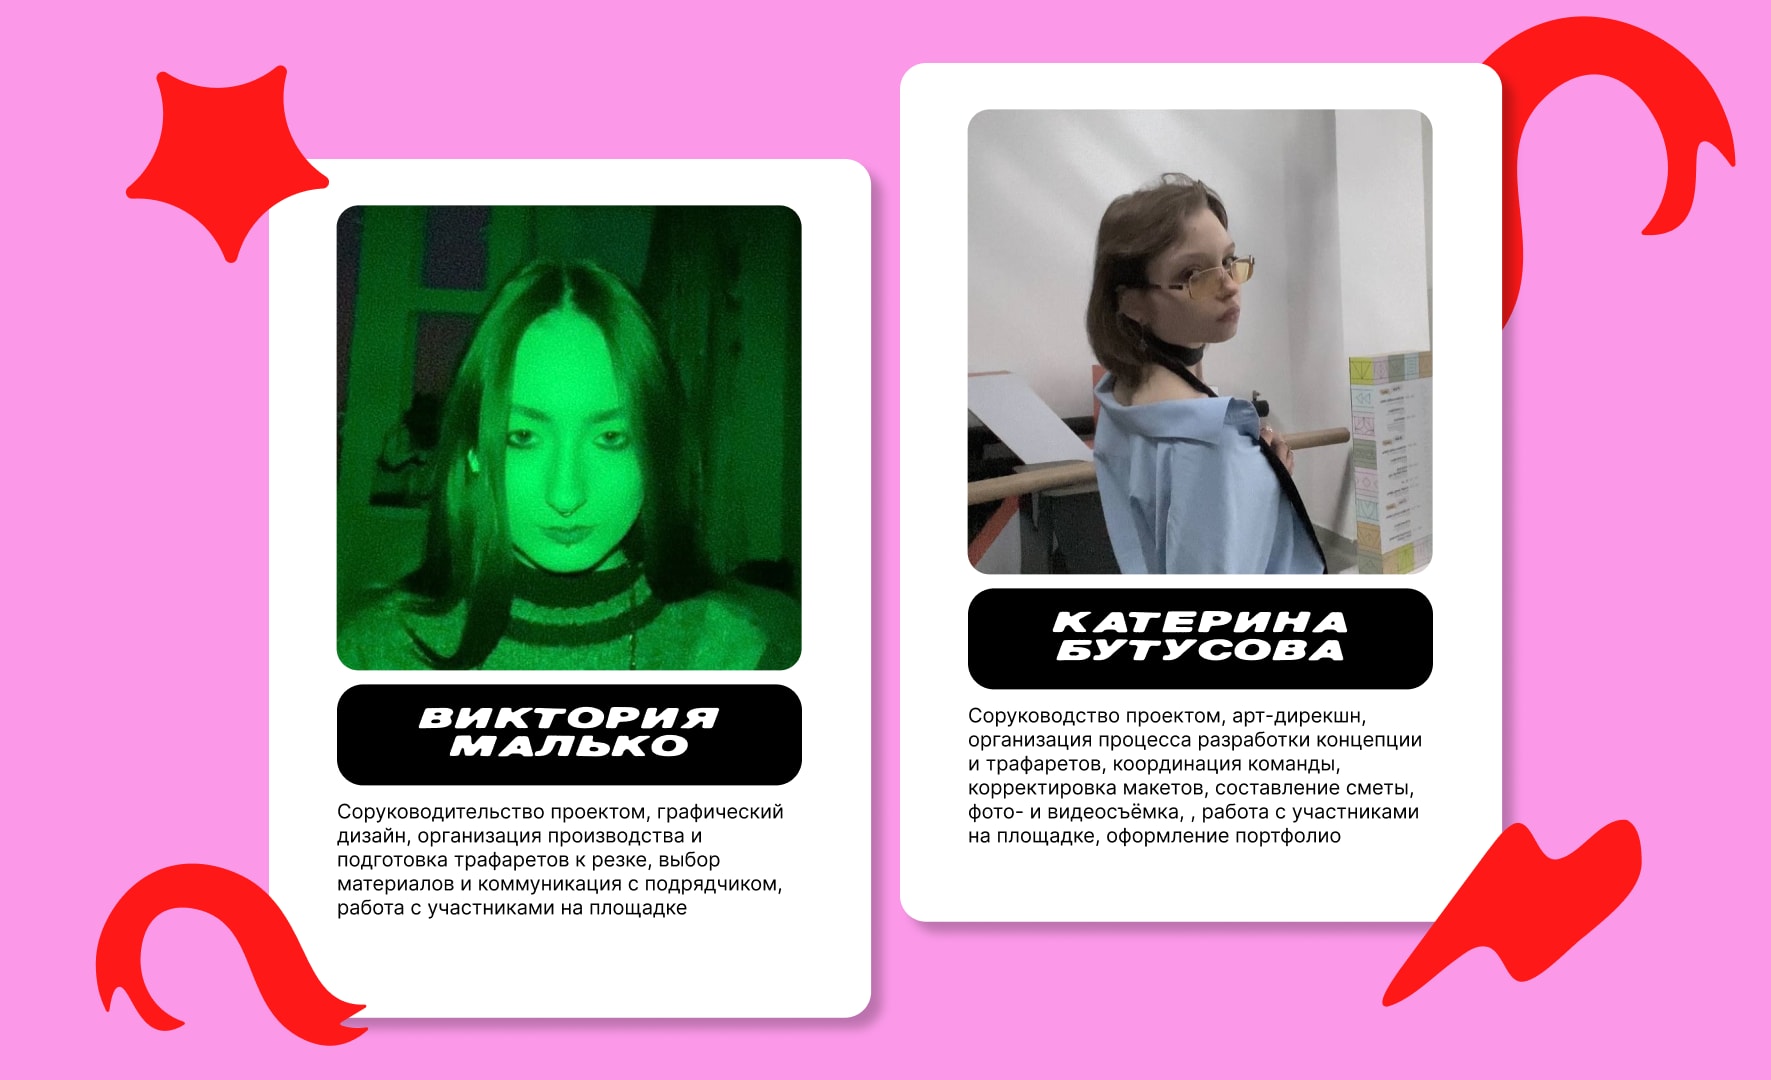 ВИКТОРИЯ
МАЛЬКО
Соруководительство проектом, графический
дизайн, организация производства и
подготовка трафаретов к резке, выбор
материалов и коммуникация с подрядчиком,
работа с участниками на площадке
КАТЕРИНА
БУТУСОВА
Соруководство проектом, арт-дирекшн,
организация процесса разработки концепции
и трафаретов, координация команды,
корректировка макетов, составление сметы,
фото- и видеосъёмка, , работа с участниками
на площадке, оформление портфолио